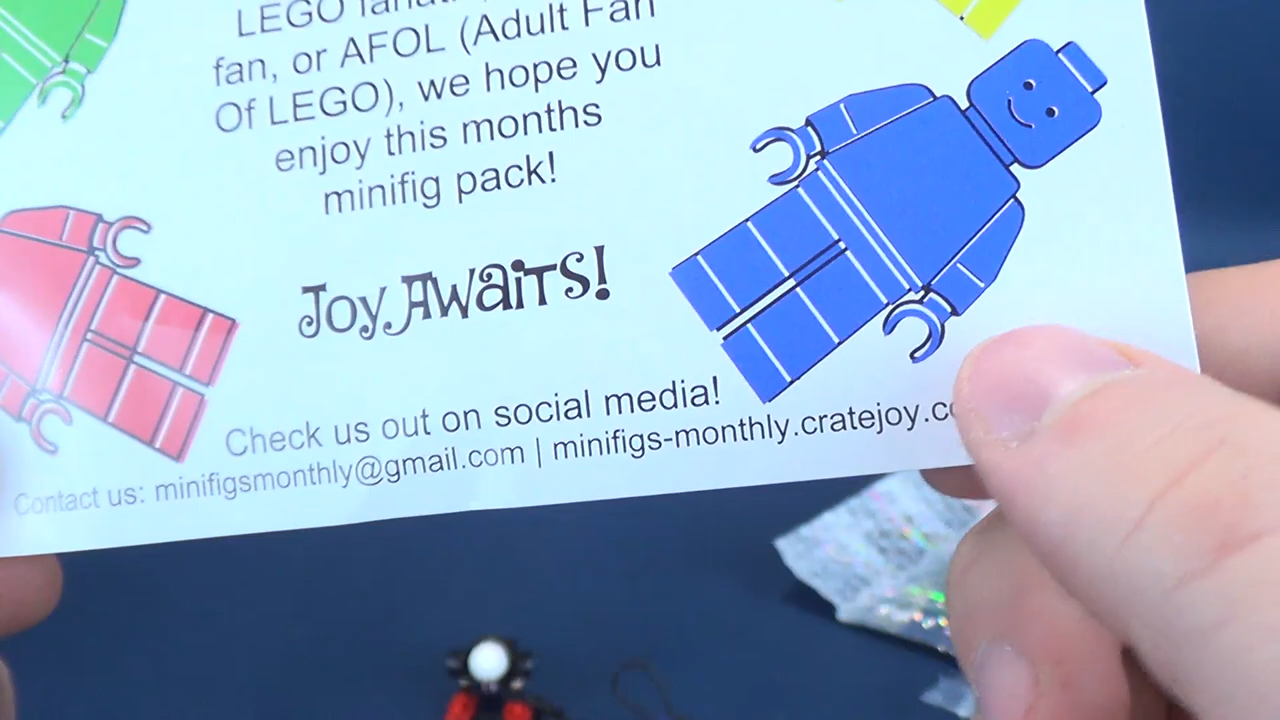 LEGO
fan, or AFOL (Adult Fan
Of LEGO), we hope you
enjoy this months
minifig pack!
Joy Awaits!
Check us out on social media!
Contact us: minifigsmonthly@gmail.com | minifigs-monthly.cratejoy.c